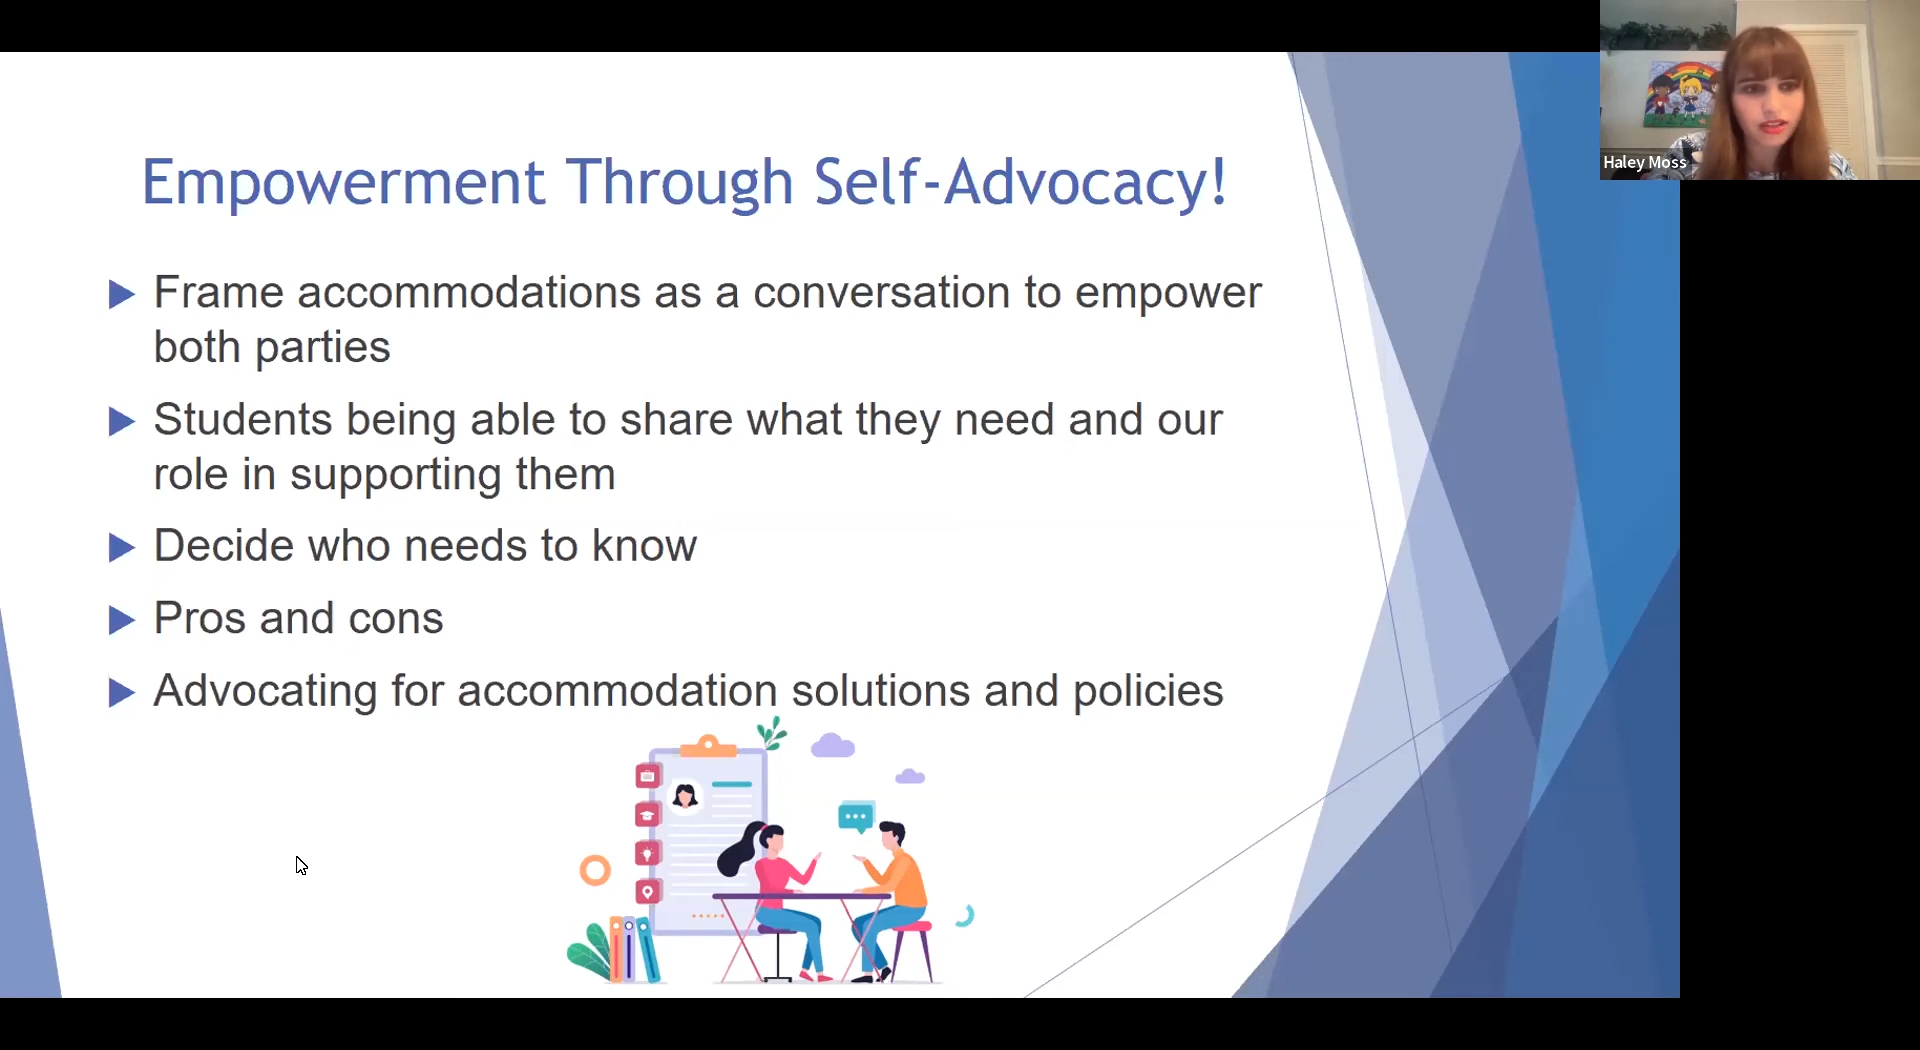 Empowerment Through Self-Advocacy!
Frame accommodations as a conversation to empower
both parties
Students being able to share what they need and our
role in supporting them
Decide who needs to know
Pros and cons
Advocating for accommodation solutions and policies
Haley Moss